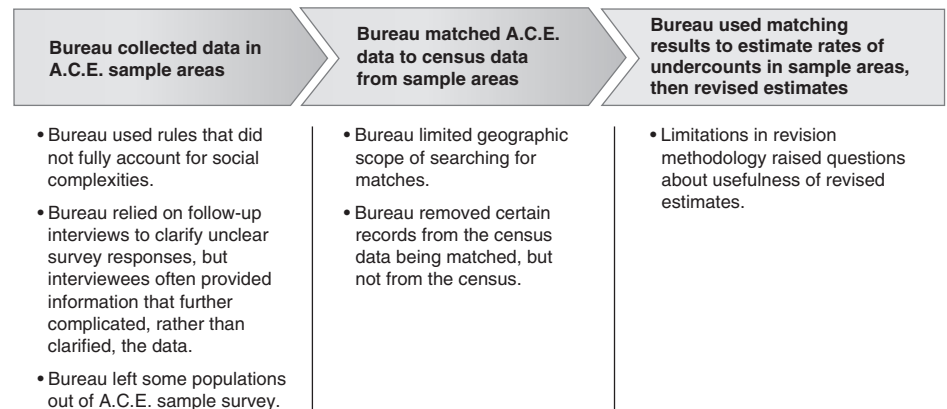 Bureau collected data in
A.C.E. sample areas
Bureau matched A.C.E.
data to census data
from sample areas
Bureau used matching
results to estimate rates of
undercounts in sample areas,
then revised estimates
• Bureau used rules that did
not fully account for social
complexities.
• Bureau relied on follow-up
interviews to clarify unclear
survey responses, but
interviewees often provided
information that further
complicated, rather than
clarified, the data.
• Bureau left some populations
out of A.C.E. sample survey.
• Bureau limited geographic
scope of searching for
matches.
• Bureau removed certain
records from the census
data being matched, but
not from the census.
• Limitations in revision
methodology raised questions
about usefulness of revised
estimates.